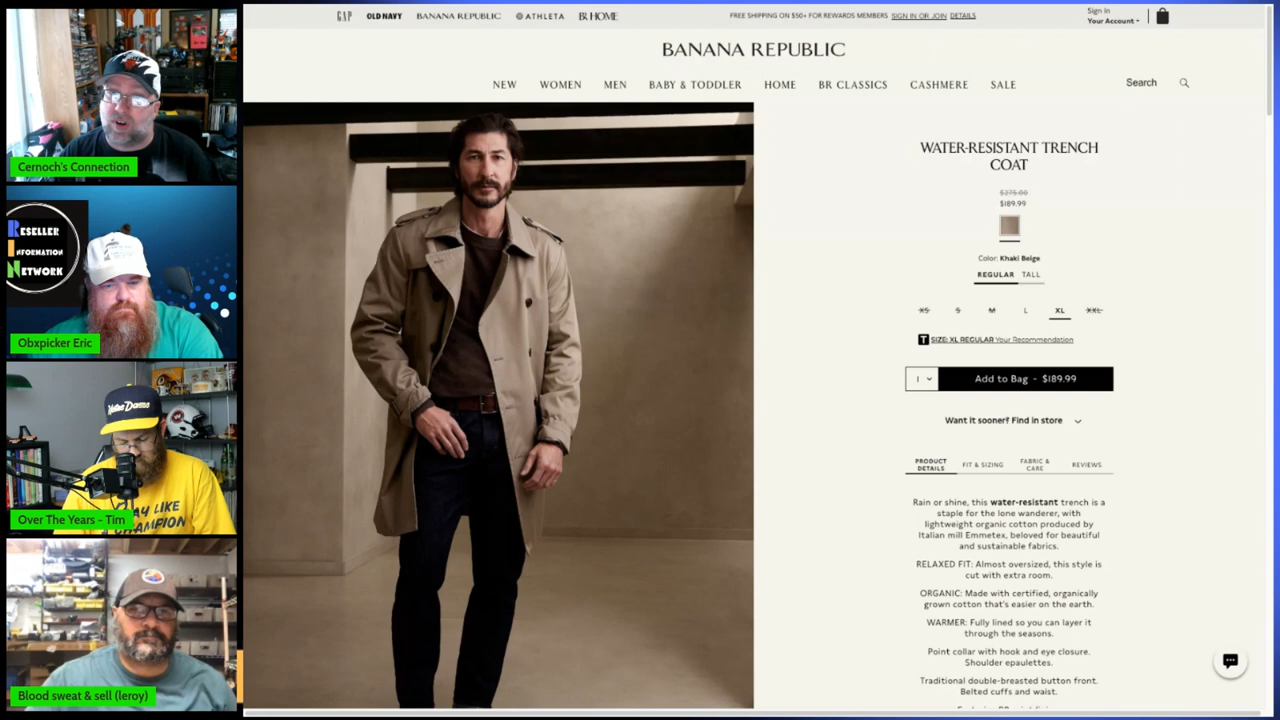 Cernoch's Connection
RESELLER
INFORMATION
NETWORK
Obxpicker Eric
PLAY LIKE
CHAMPION
Over The Years - Tim
Blood sweat & sell (leroy)
GAP OLD NAVY BANANA REPUBLIC ATHLETA BR HOME
FREE SHIPPING ON $50+ FOR REWARDS MEMBERS SIGN IN OR JOIN DETAILS
Sign In
Your Account
BANANA REPUBLIC
NEW WOMEN MEN BABY & TODDLER HOME BR CLASSICS CASHMERE SALE
Search
WATER-RESISTANT TRENCH
COAT
$275.00
$189.99
Color: Khaki Beige
REGULAR TALL
XS S M L XL XXL
T SIZE: XL REGULAR Your Recommendation
1 Add to Bag - $189.99
Want it sooner? Find in store
PRODUCT
DETAILS
FIT & SIZING
FABRIC &
CARE
REVIEWS
Rain or shine, this water-resistant trench is a
staple for the lone wanderer, with
lightweight organic cotton produced by
Italian mill Emmetex, beloved for beautiful
and sustainable fabrics.
RELAXED FIT: Almost oversized, this style is
cut with extra room.
ORGANIC: Made with certified, organically
grown cotton that's easier on the earth.
WARMER: Fully lined so you can layer it
through the seasons.
Point collar with hook and eye closure.
Shoulder epaulettes.
Traditional double-breasted button front.
Belted cuffs and waist.